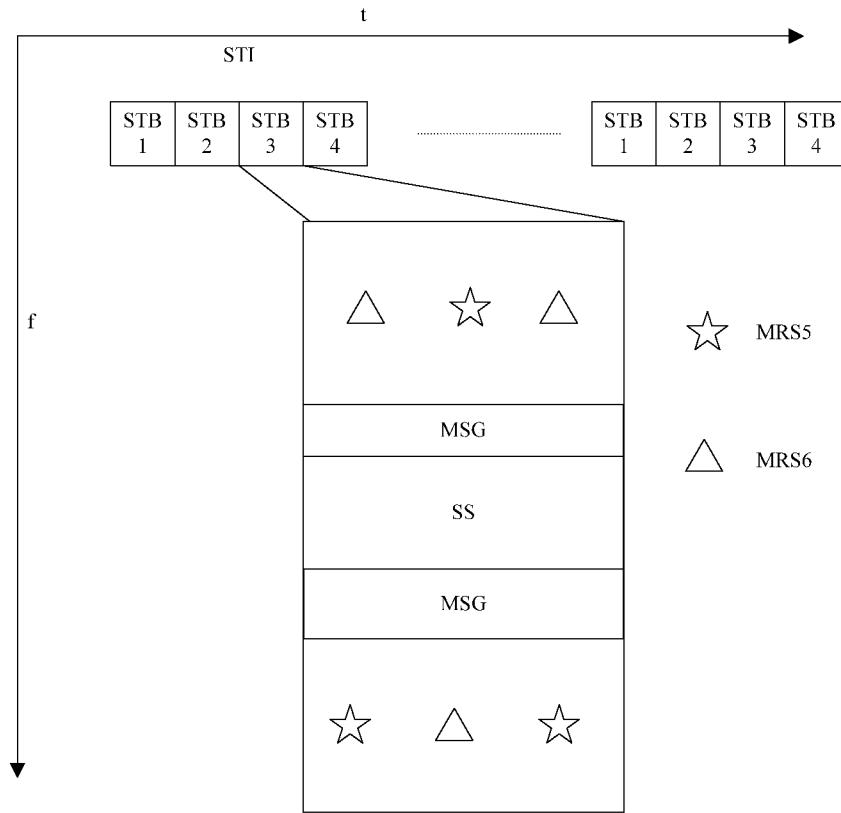 t
STI
STB 1
STB 2
STB 3
STB 4
STB 1
STB 2
STB 3
STB 4
f
MRS5
MSG
MRS6
SS
MSG